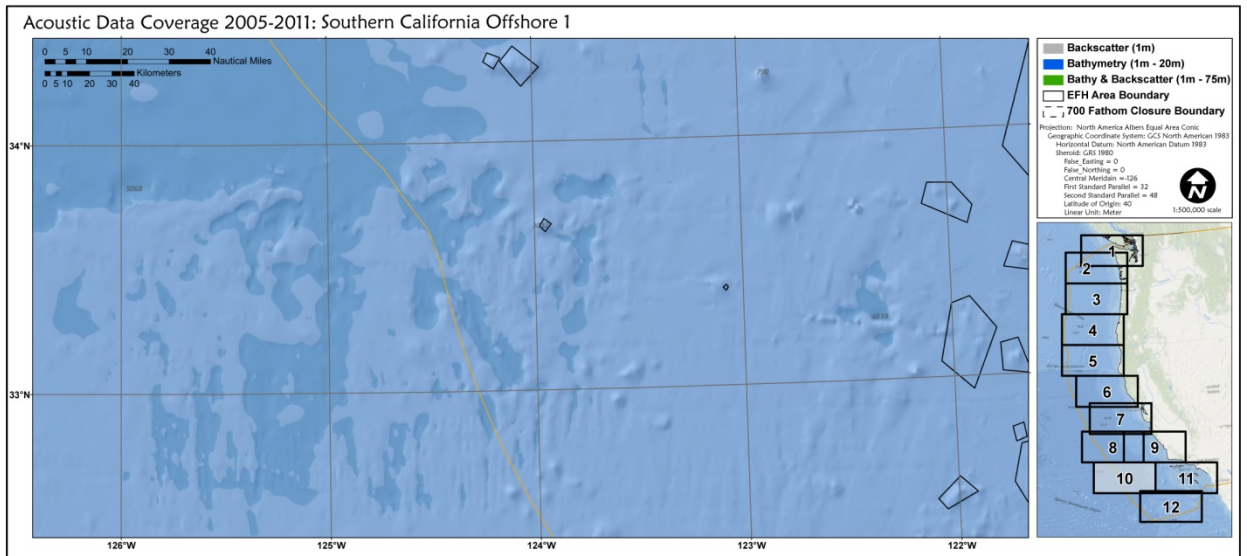 Acoustic Data Coverage 2005-2011: Southern California Offshore 1
0 5 10 20 30 40
Nautical Miles
Kilometers
0 5 10 20 30 40
700
34°N
5068
4838
33°N
126°W
125°W
124°W
123°W
122°W
Backscatter (1m)
Bathymetry (1m - 20m)
Bathy & Backscatter (1m - 75m)
EFH Area Boundary
700 Fathom Closure Boundary
Projection: North America Albers Equal Area Conic
Geographic Coordinate System: GCS North American 1983
Horizontal Datum: North American Datum 1983
Sheroid: GRS 1980
False_Easting = 0
False_Northing = 0
Central Meridain =-126
First Standard Parallel = 32
Second Standard Parallel = 48
Latitude of Origin: 40
Linear Unit: Meter
N
1:500,000 scale
1
2
3
4
5
6
7
8
9
10
11
12